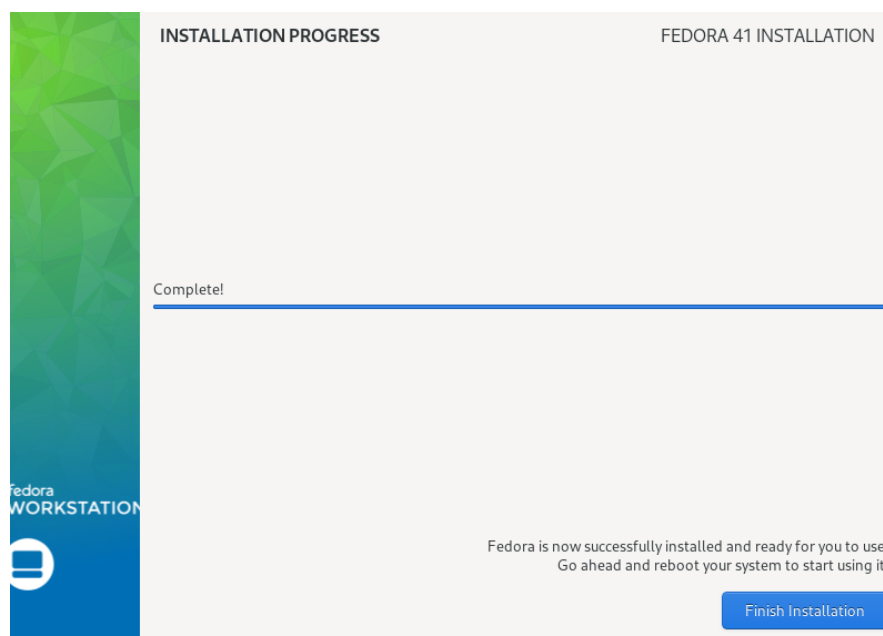 INSTALLATION PROGRESS
FEDORA 41 INSTALLATION
Complete!
fedora
WORKSTATION
Fedora is now successfully installed and ready for you to use
Go ahead and reboot your system to start using it
Finish Installation